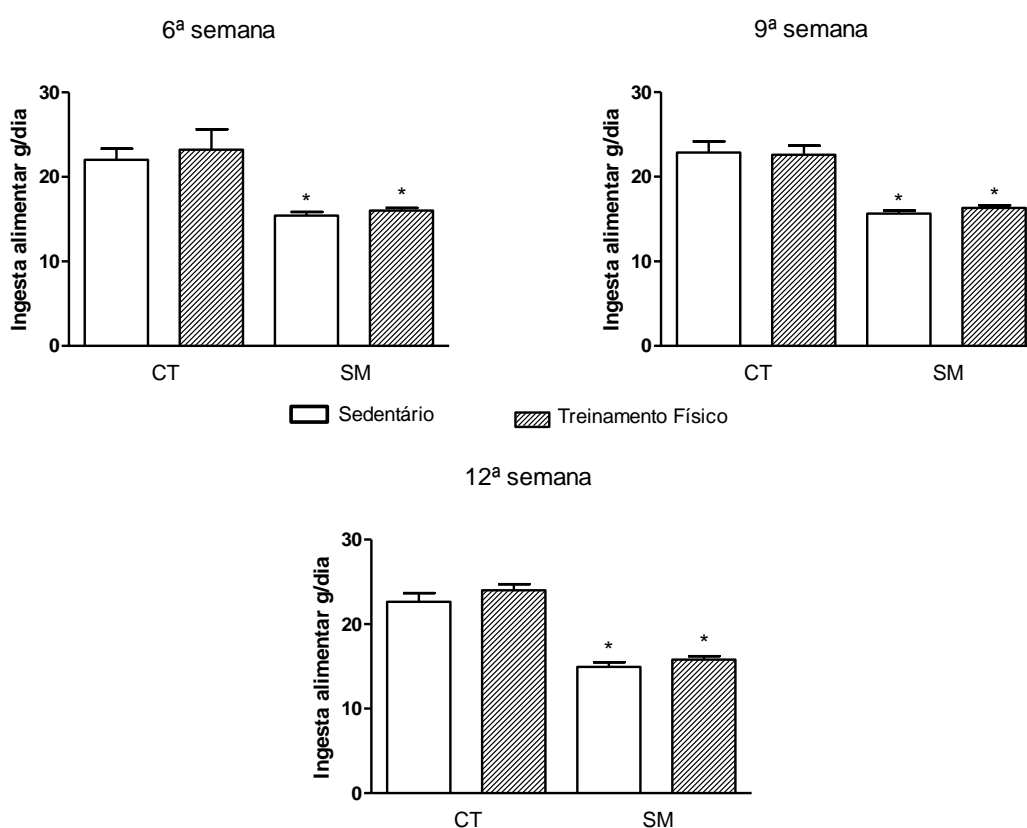 6ª semana
9ª semana
Ingesta alimentar g/dia
30
20
10
0
* *
CT SM
Ingesta alimentar g/dia
30
20
10
0
* *
CT SM
Sedentário Treinamento Físico
12ª semana
Ingesta alimentar g/dia
30
20
10
0
* *
CT SM